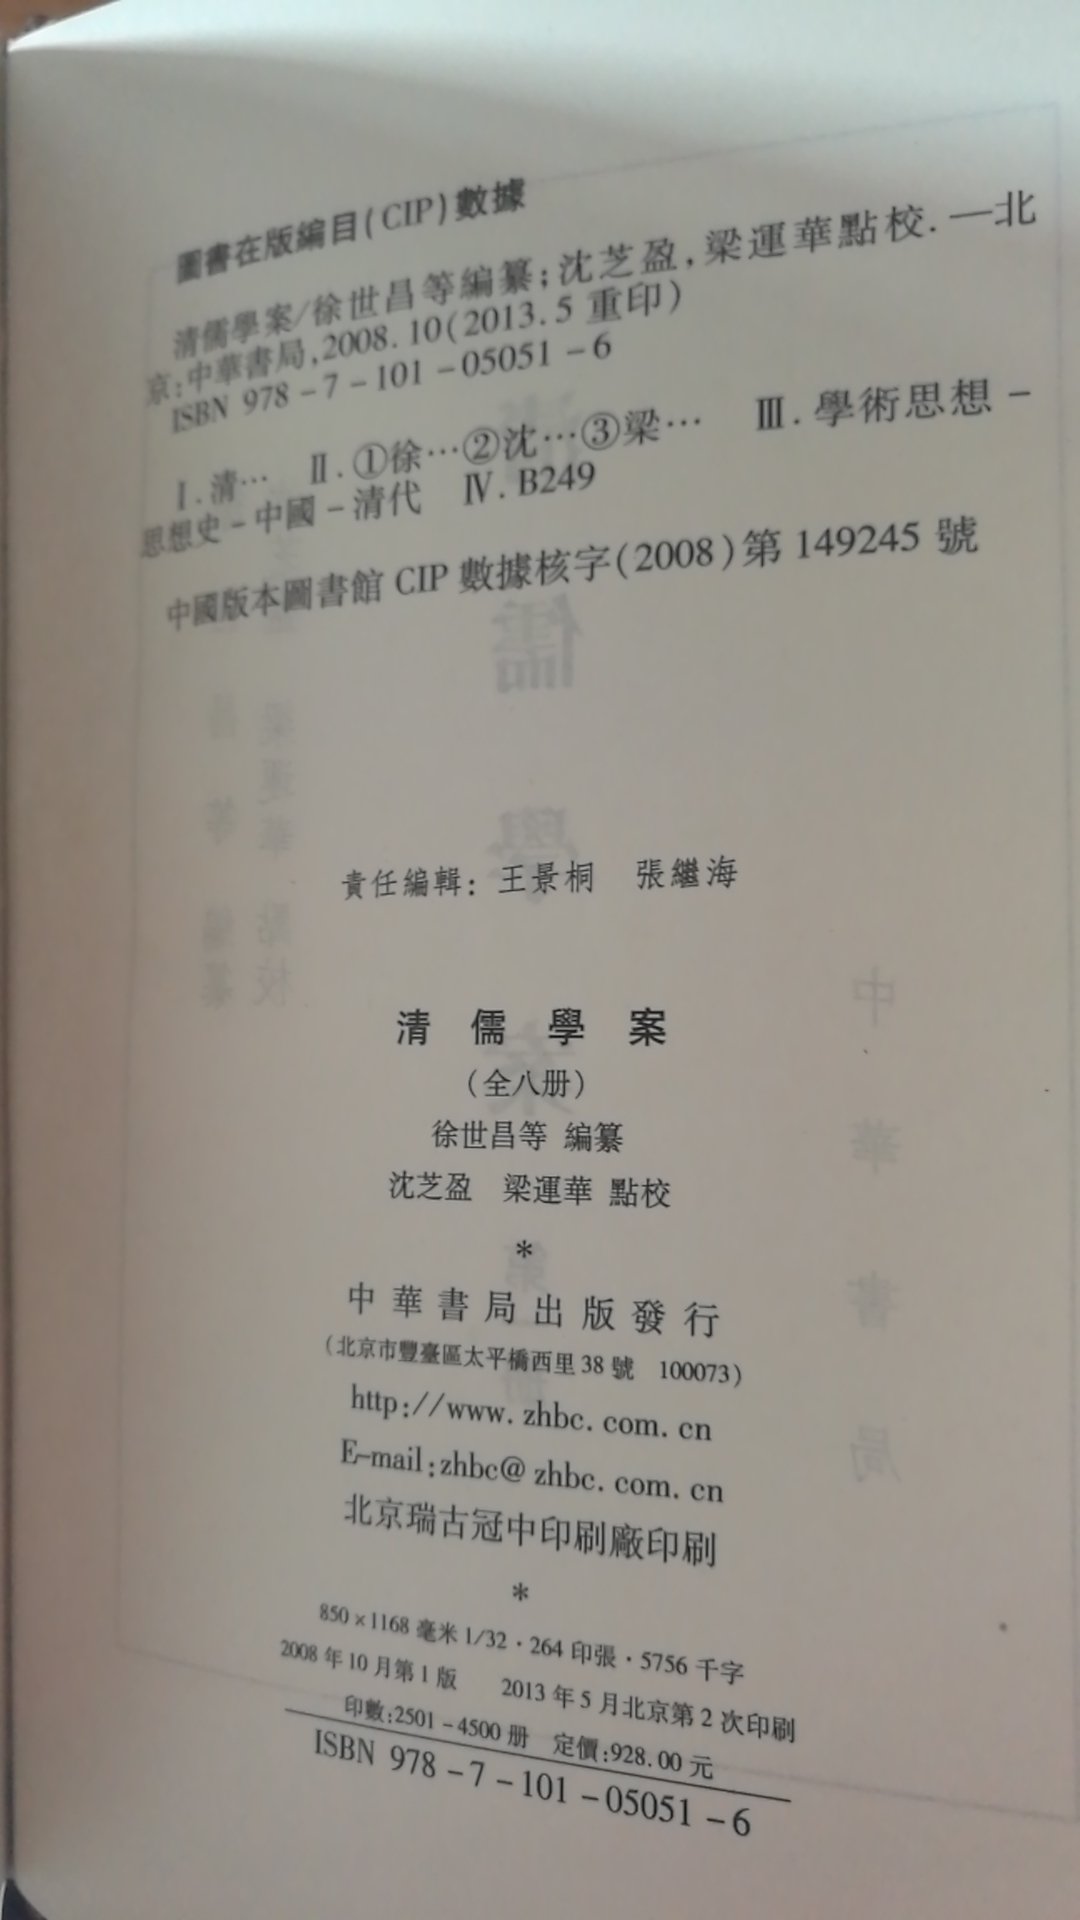 圖書在版編目(CIP)數據
清儒學案/徐世昌等編纂;沈芝盈,梁運華點校.—北
京:中華書局,2008.10(2013.5 重印)
ISBN 978-7-101-05051-6
Ⅰ.清… Ⅱ.①徐…②沈…③梁… Ⅲ.學術思想-
思想史-中國-清代 Ⅳ.B249
中國版本圖書館 CIP 數據核字(2008)第 149245 號
責任編輯: 王景桐 張繼海
清儒學案
(全八册)
徐世昌等 編纂
沈芝盈 梁運華 點校
*
中華書局出版發行
(北京市豐臺區太平橋西里38號 100073)
http://www.zhbc.com.cn
E-mail:zhbc@zhbc.com.cn
北京瑞古冠中印刷廠印刷
*
850×1168毫米1/32·264印張·5756千字
2008年10月第1版 2013年5月北京第2次印刷
印數:2501-4500册 定價:928.00元
ISBN 978-7-101-05051-6